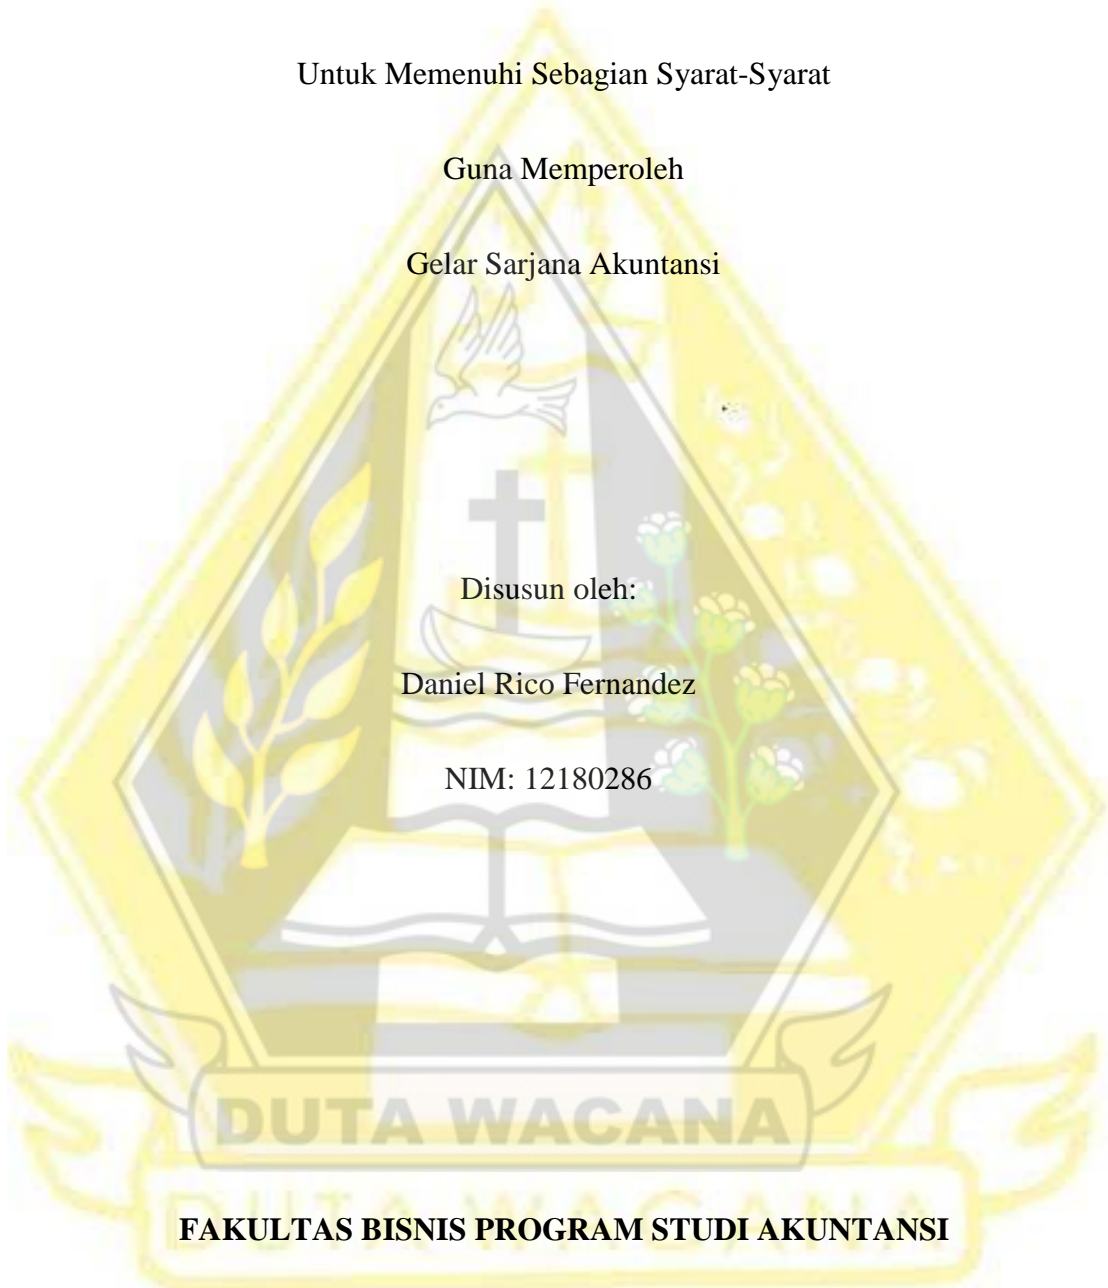 Untuk Memenuhi Sebagian Syarat-Syarat
Guna Memperoleh
Gelar Sarjana Akuntansi
Disusun oleh:
Daniel Rico Fernandez
NIM: 12180286
DUTA WACANA
DUTA WACANA
FAKULTAS BISNIS PROGRAM STUDI AKUNTANSI